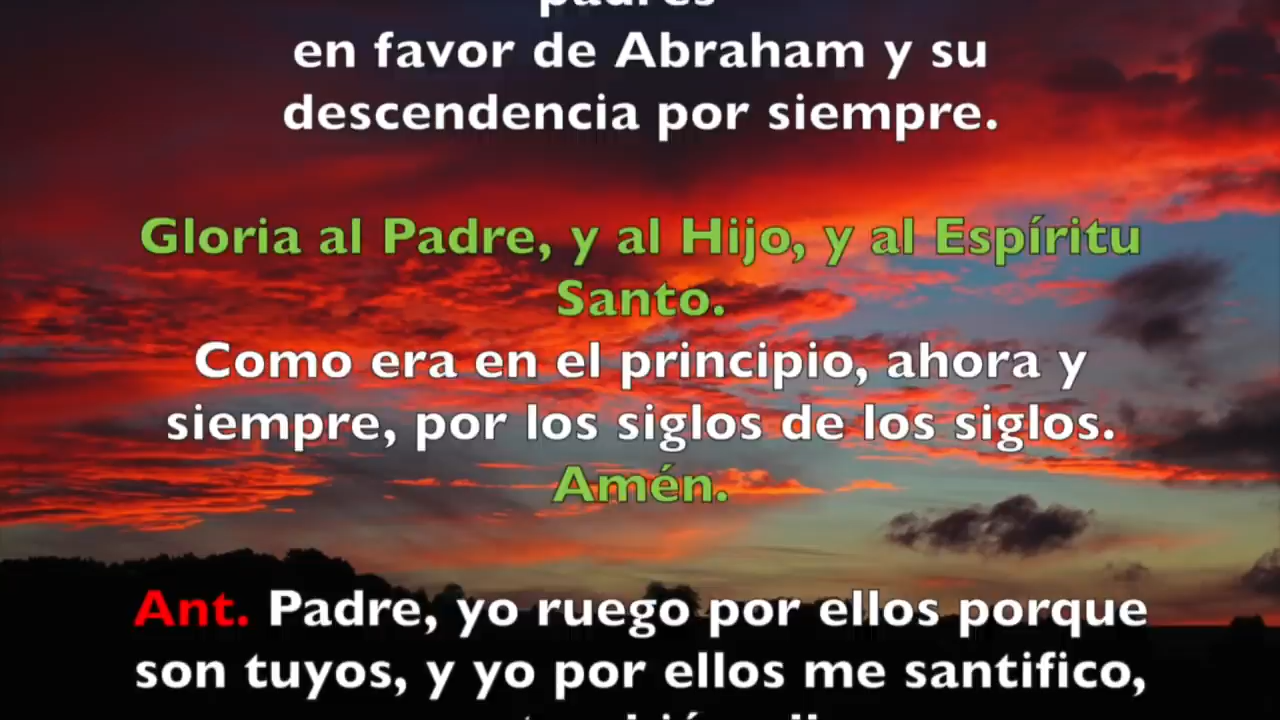 padres
en favor de Abraham y su
descendencia por siempre.
Gloria al Padre, y al Hijo, y al Espíritu
Santo.
Como era en el principio, ahora y
siempre, por los siglos de los siglos.
Amén.
Ant. Padre, yo ruego por ellos porque
son tuyos, y yo por ellos me santifico,